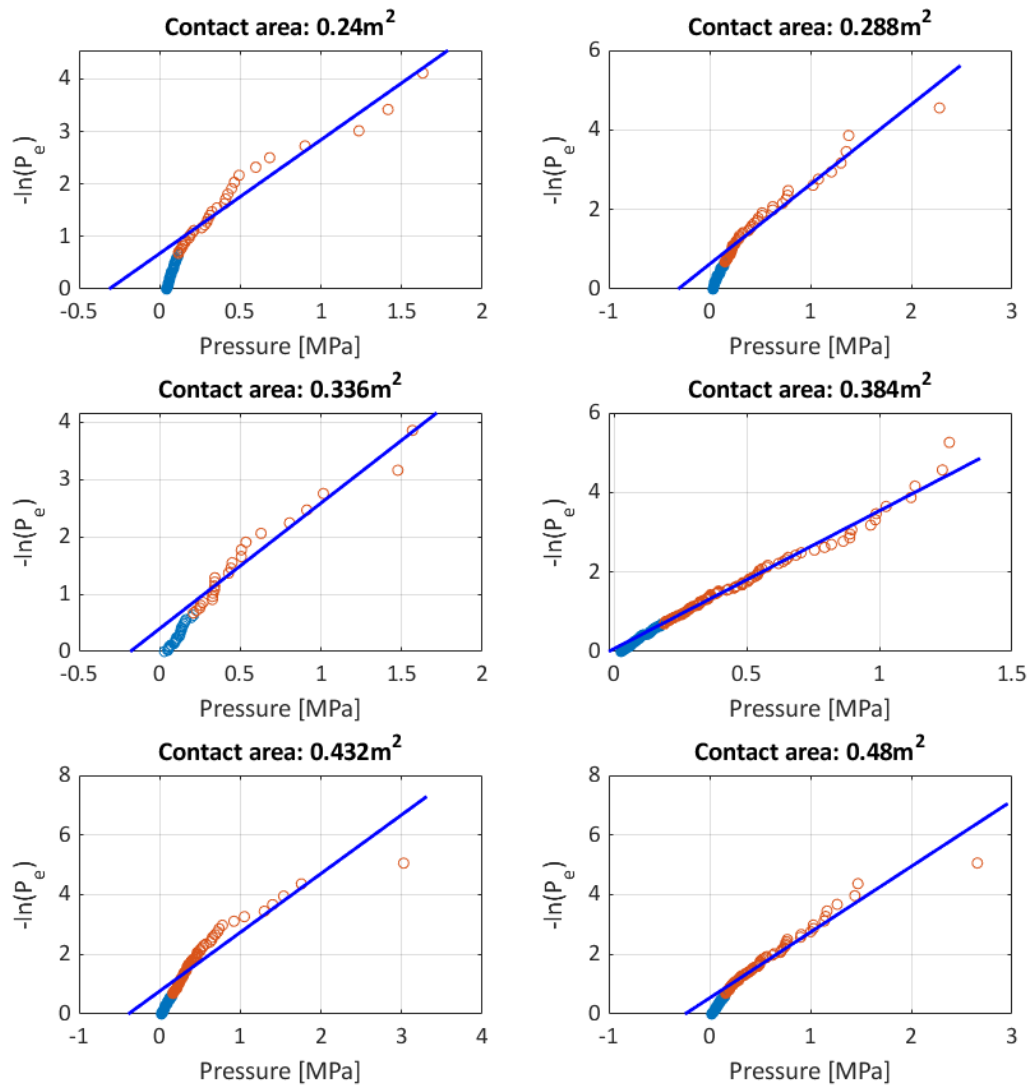 Contact area: 0.24m²
4
3
2
1
0
-ln(Pₑ)
-0.5 0 0.5 1 1.5 2
Pressure [MPa]
Contact area: 0.288m²
6
4
2
0
-ln(Pₑ)
-1 0 1 2 3
Pressure [MPa]
Contact area: 0.336m²
4
3
2
1
0
-ln(Pₑ)
-0.5 0 0.5 1 1.5 2
Pressure [MPa]
Contact area: 0.384m²
6
4
2
0
-ln(Pₑ)
0 0.5 1 1.5
Pressure [MPa]
Contact area: 0.432m²
8
6
4
2
0
-ln(Pₑ)
-1 0 1 2 3 4
Pressure [MPa]
Contact area: 0.48m²
8
6
4
2
0
-ln(Pₑ)
-1 0 1 2 3
Pressure [MPa]